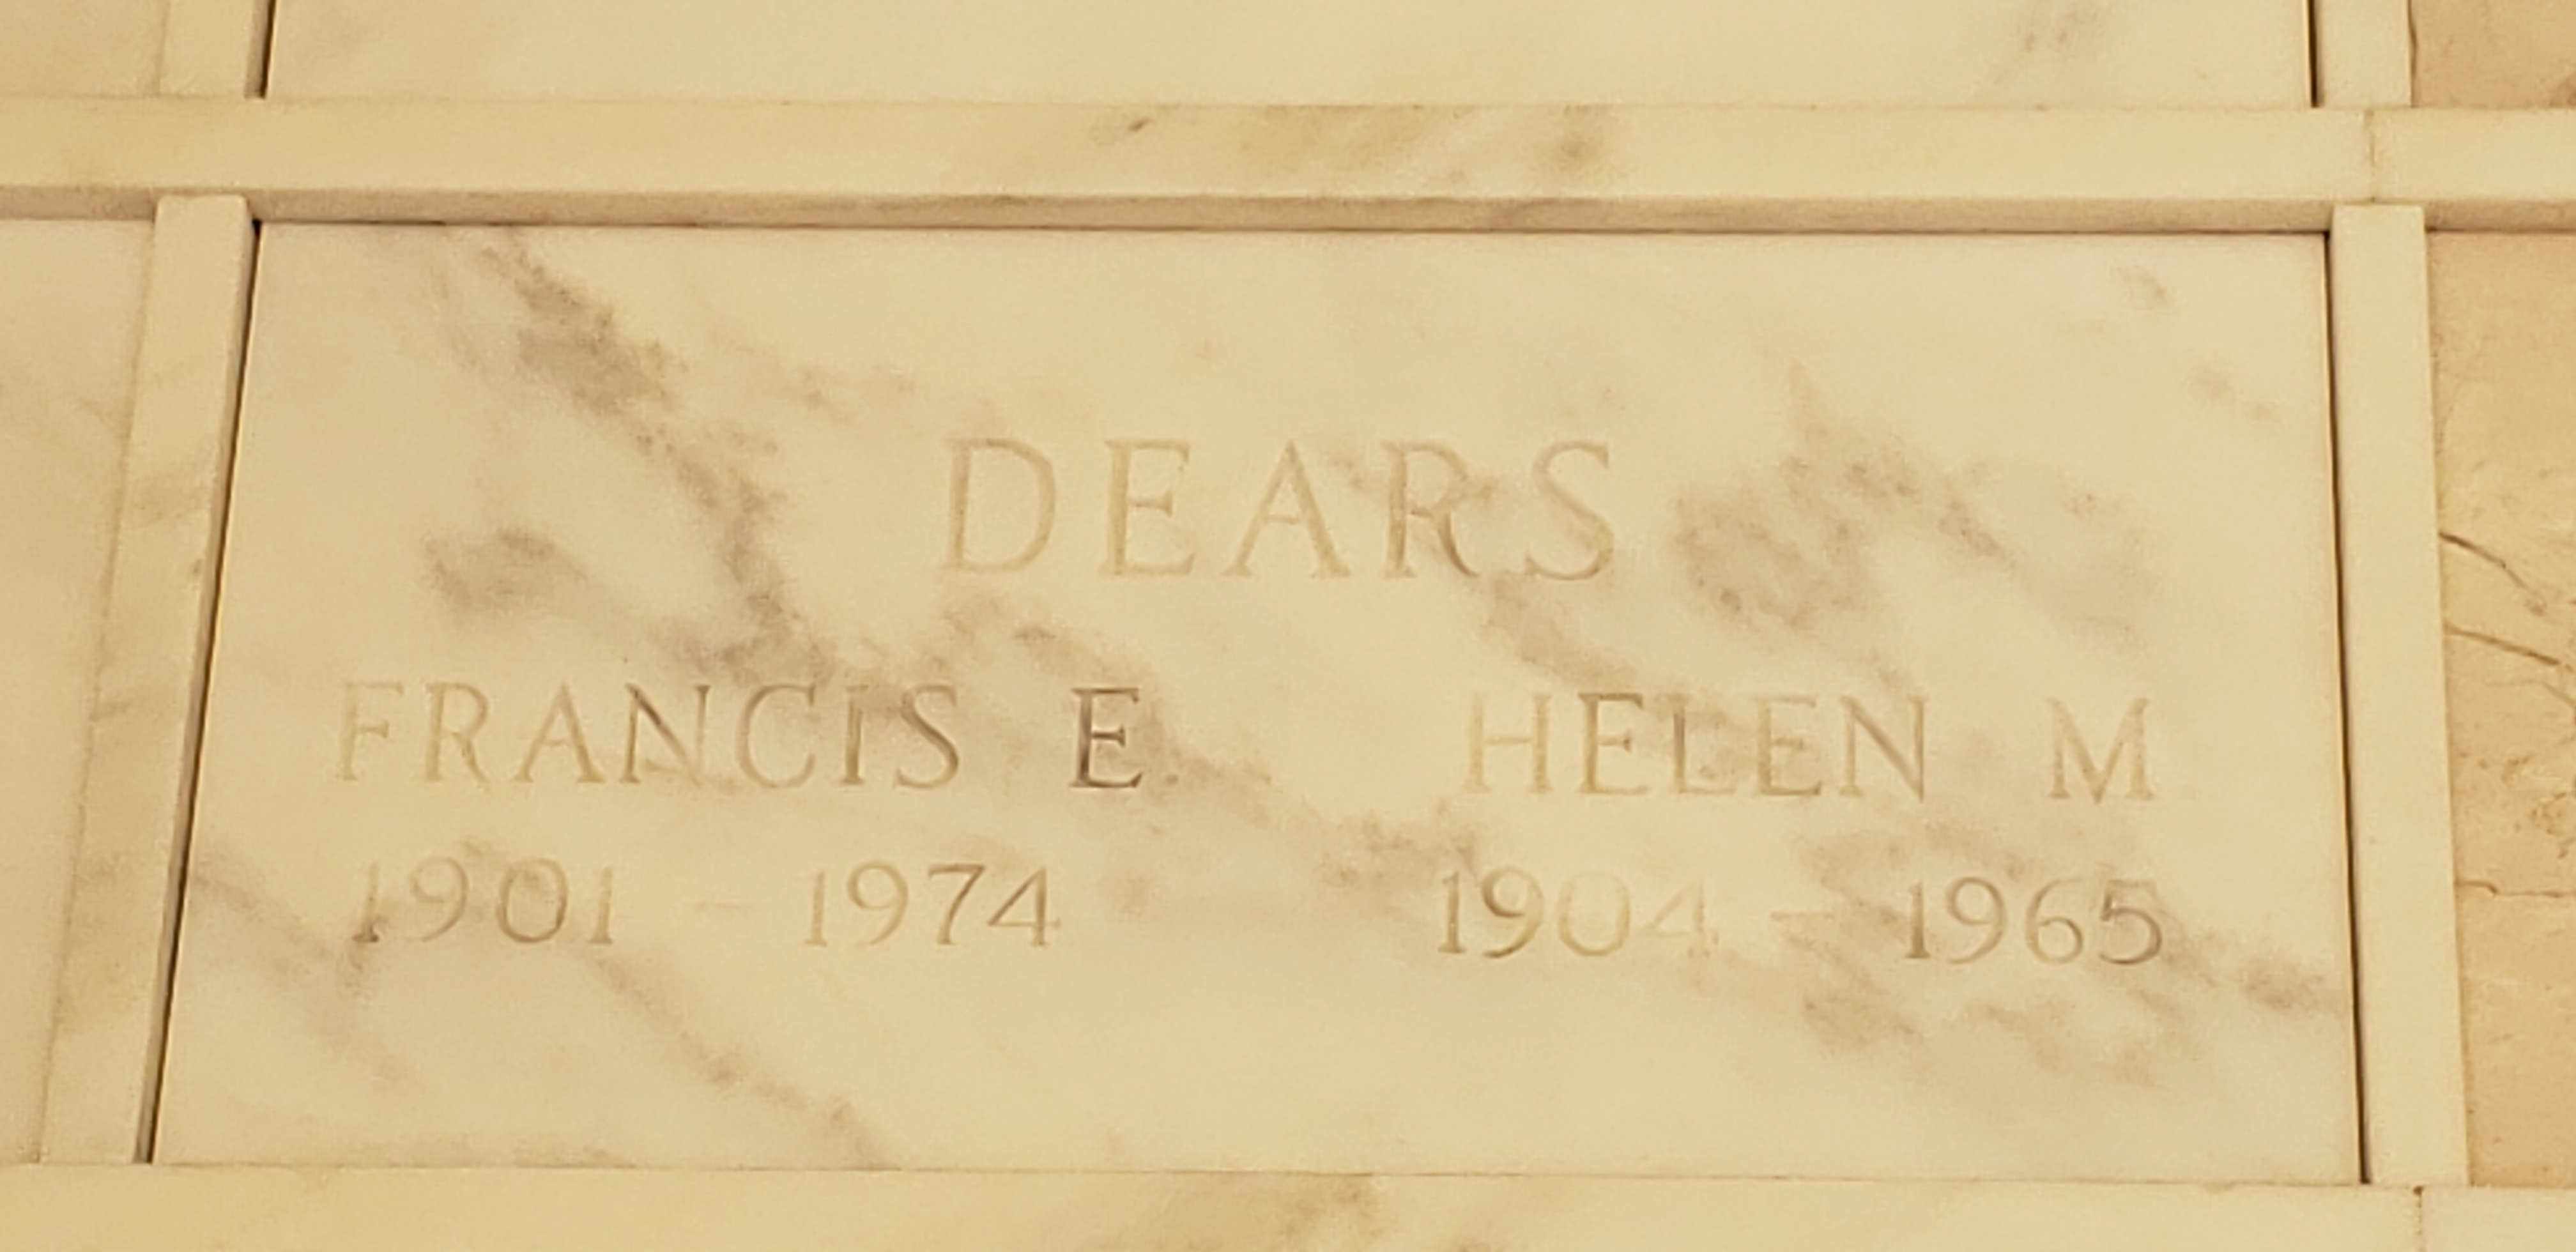 DEARS
FRANCIS E. HELEN M.
1901 – 1974 1904 – 1965